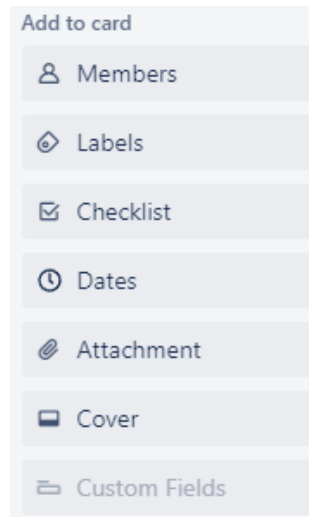 Add to card
Members
Labels
Checklist
Dates
Attachment
Cover
Custom Fields